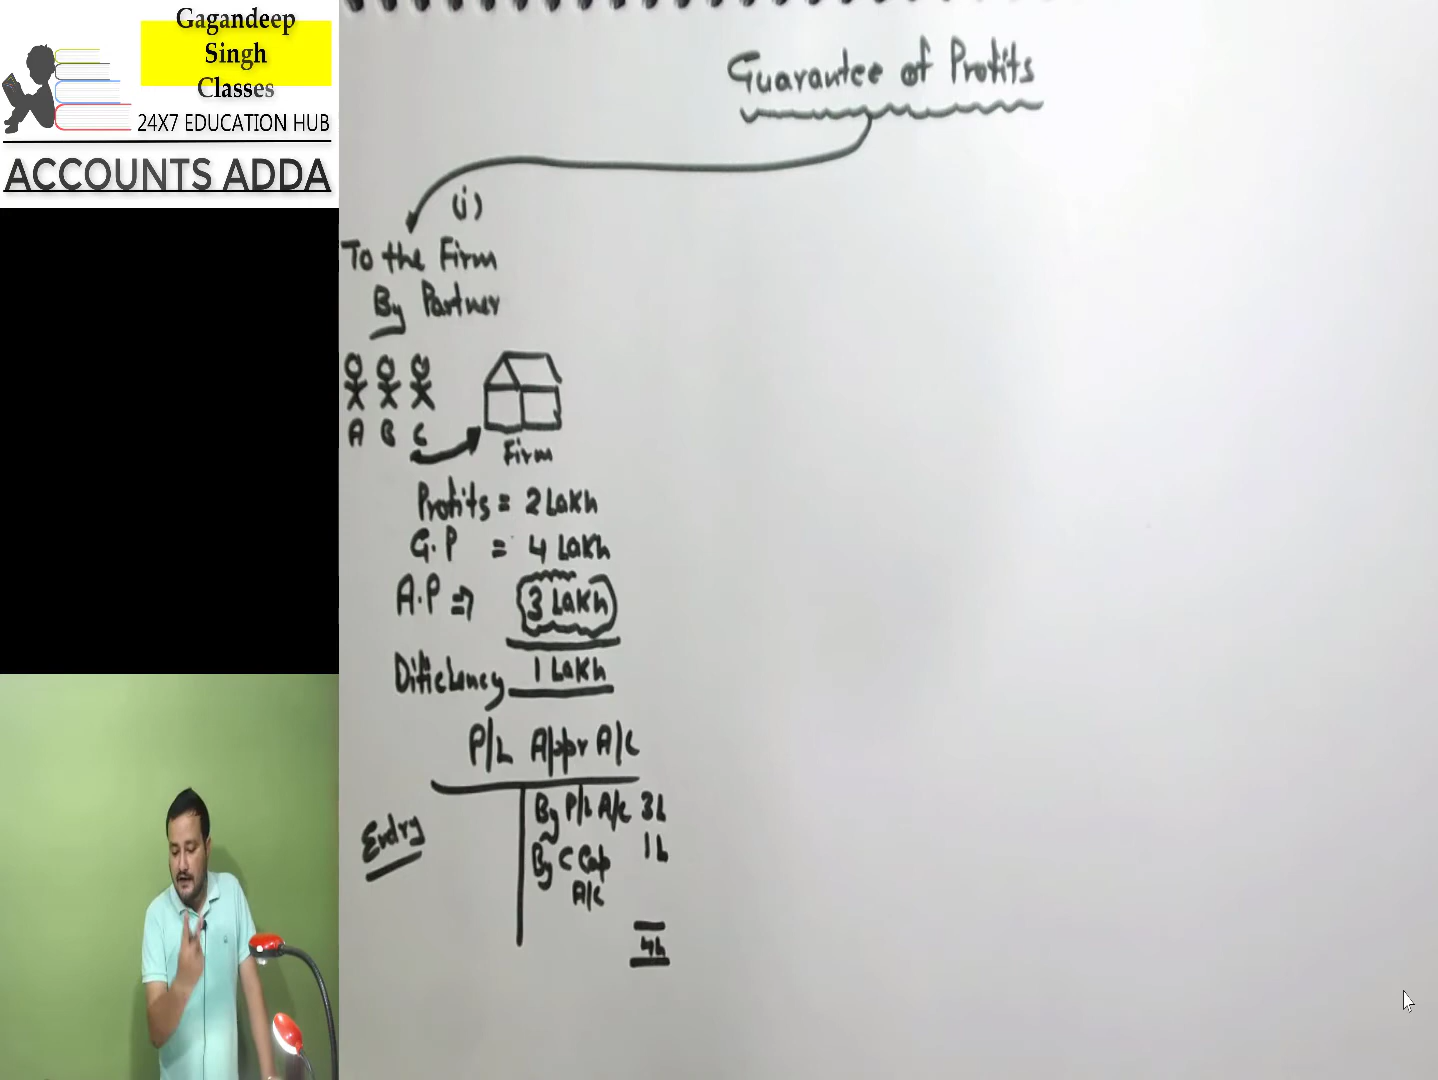 Gagandeep
Singh
Classes
24X7 EDUCATION HUB
ACCOUNTS ADDA
Guarantee of Profits
(i)
To the Firm
By Partner
A B C
Firm
Profits = 2 Lakh
G.P = 4 Lakh
A.P ⇒ 3 Lakh
Dificiency 1 Lakh
P/L Appr A/C
Entry
By P/L A/c 3L
By C Cap 1L
A/C
4L